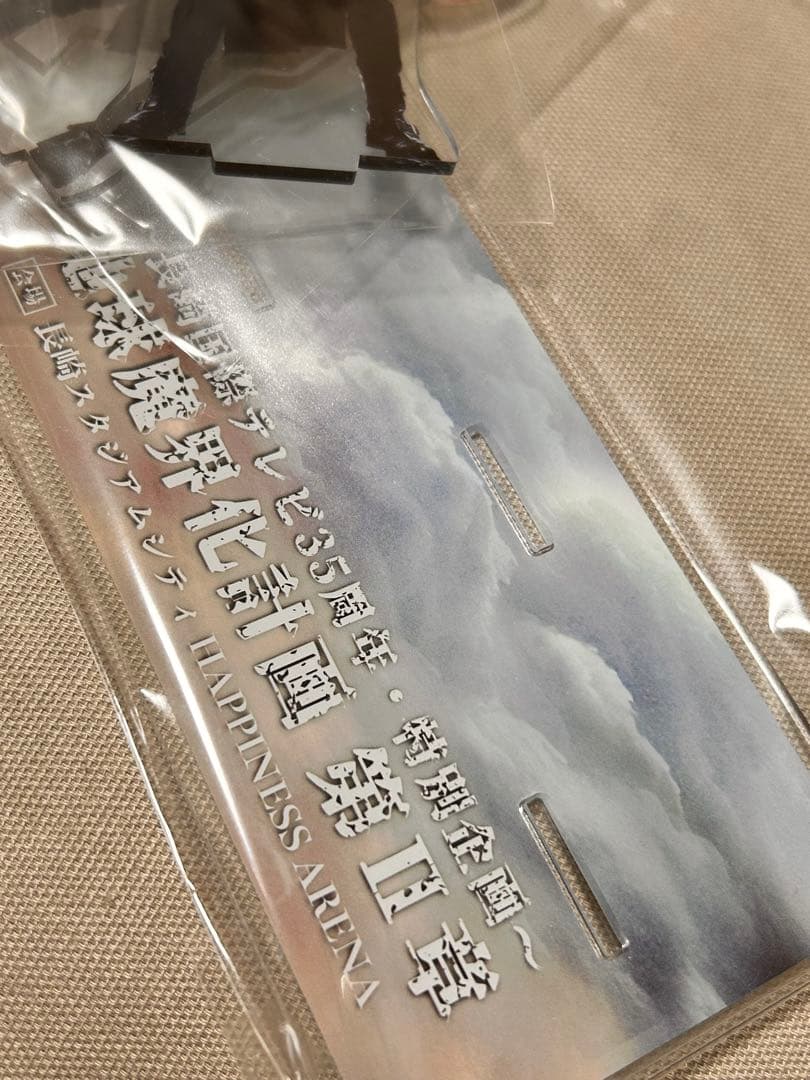 長崎国際テレビ35周年・特別企画～
地球魔界化計画 第II章
会場 長崎スタジアムシティ HAPPINESS ARENA